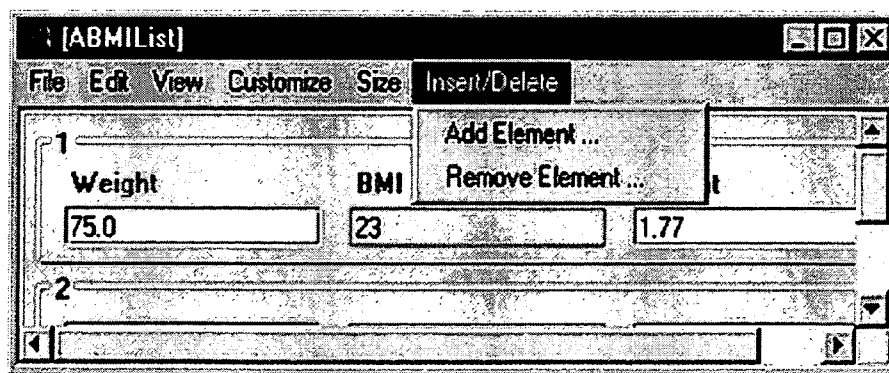 [ABMIList]
File Edit View Customize Size Insert/Delete
Add Element ...
Remove Element ...
1
Weight BMI t
75.0 23 1.77
2